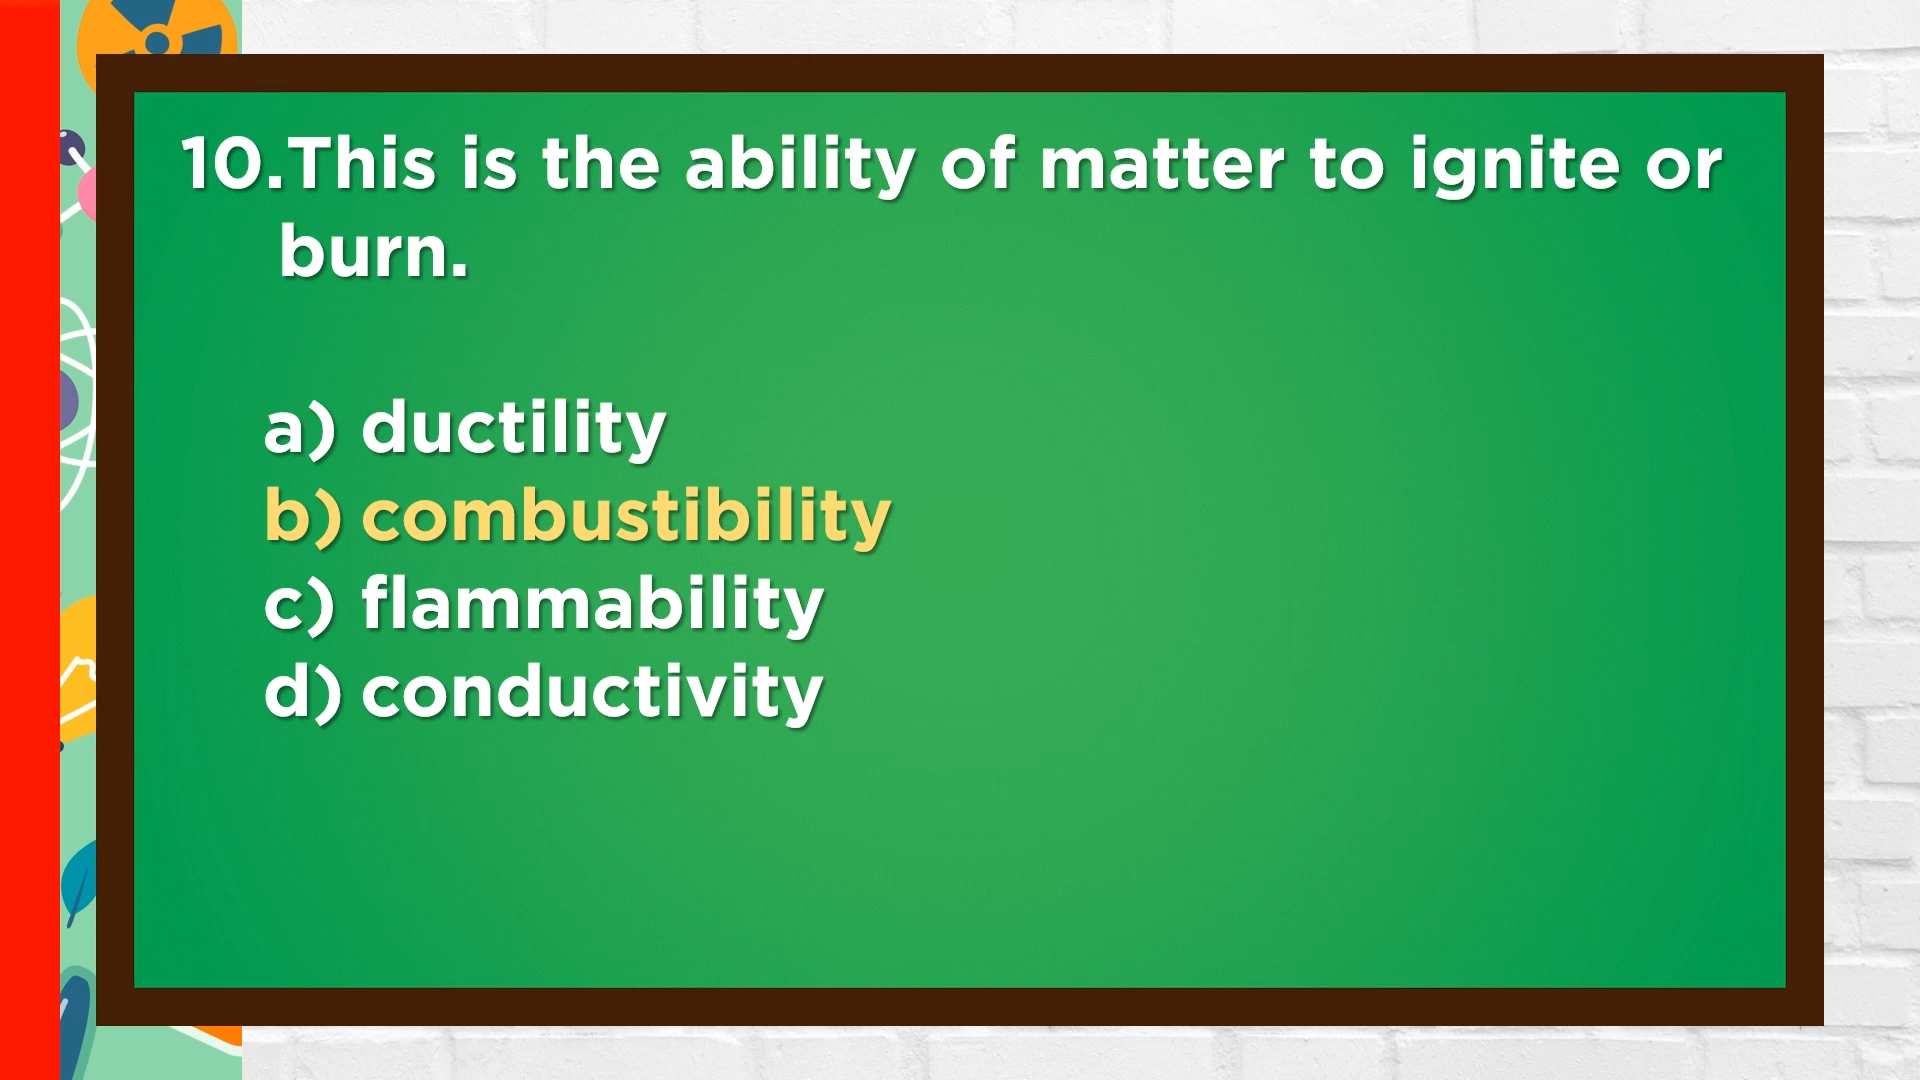 10.This is the ability of matter to ignite or
burn.
a) ductility
b) combustibility
c) flammability
d) conductivity